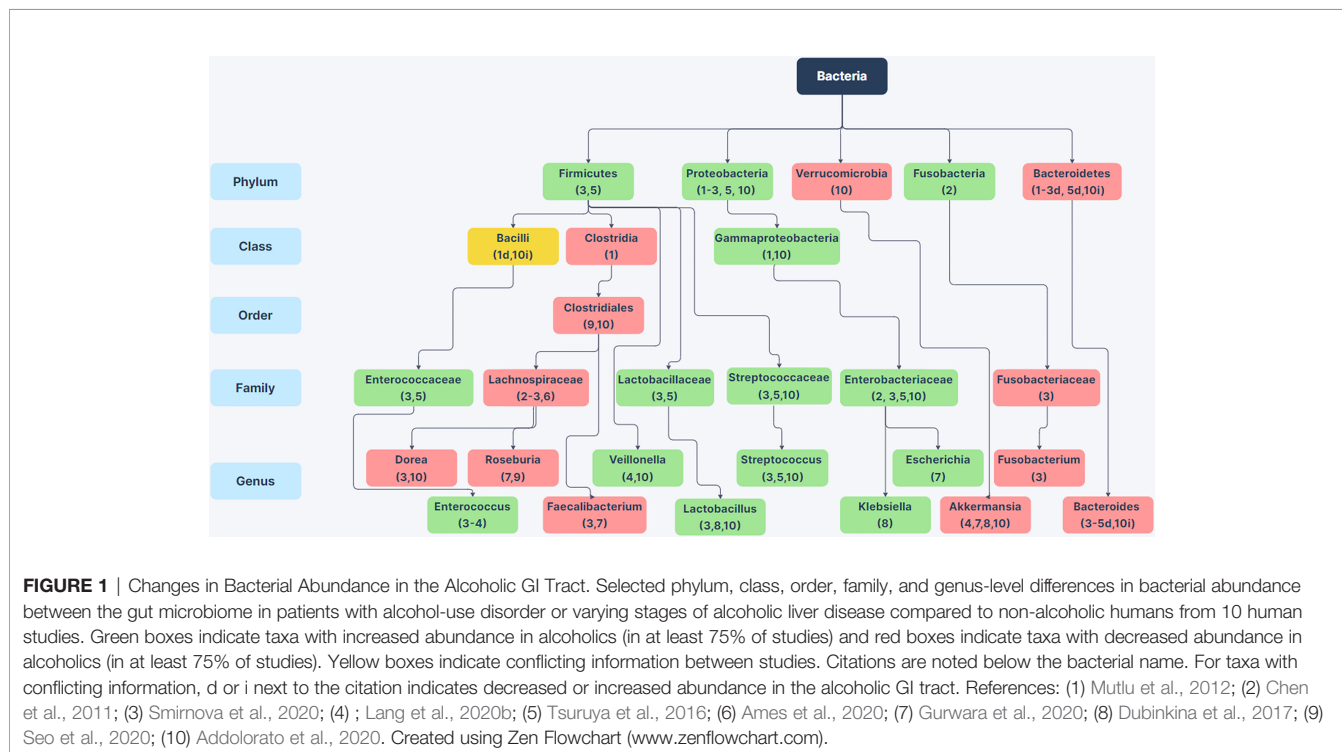 Bacteria
Phylum
Firmicutes
(3,5)
Proteobacteria
(1-3, 5, 10)
Verrucomicrobia
(10)
Fusobacteria
(2)
Bacteroidetes
(1-3d, 5d,10i)
Class
Bacilli
(1d,10i)
Clostridia
(1)
Gammaproteobacteria
(1,10)
Order
Clostridiales
(9,10)
Family
Enterococcaceae
(3,5)
Lachnospiraceae
(2-3,6)
Lactobacillaceae
(3,5)
Streptococcaceae
(3,5,10)
Enterobacteriaceae
(2, 3,5,10)
Fusobacteriaceae
(3)
Genus
Dorea
(3,10)
Roseburia
(7,9)
Veillonella
(4,10)
Streptococcus
(3,5,10)
Escherichia
(7)
Fusobacterium
(3)
Enterococcus
(3-4)
Faecalibacterium
(3,7)
Lactobacillus
(3,8,10)
Klebsiella
(8)
Akkermansia
(4,7,8,10)
Bacteroides
(3-5d,10i)
FIGURE 1 | Changes in Bacterial Abundance in the Alcoholic GI Tract. Selected phylum, class, order, family, and genus-level differences in bacterial abundance
between the gut microbiome in patients with alcohol-use disorder or varying stages of alcoholic liver disease compared to non-alcoholic humans from 10 human
studies. Green boxes indicate taxa with increased abundance in alcoholics (in at least 75% of studies) and red boxes indicate taxa with decreased abundance in
alcoholics (in at least 75% of studies). Yellow boxes indicate conflicting information between studies. Citations are noted below the bacterial name. For taxa with
conflicting information, d or i next to the citation indicates decreased or increased abundance in the alcoholic GI tract. References: (1) Mutlu et al., 2012; (2) Chen
et al., 2011; (3) Smirnova et al., 2020; (4) ; Lang et al., 2020b; (5) Tsuruya et al., 2016; (6) Ames et al., 2020; (7) Gurwara et al., 2020; (8) Dubinkina et al., 2017; (9)
Seo et al., 2020; (10) Addolorato et al., 2020. Created using Zen Flowchart (www.zenflowchart.com).